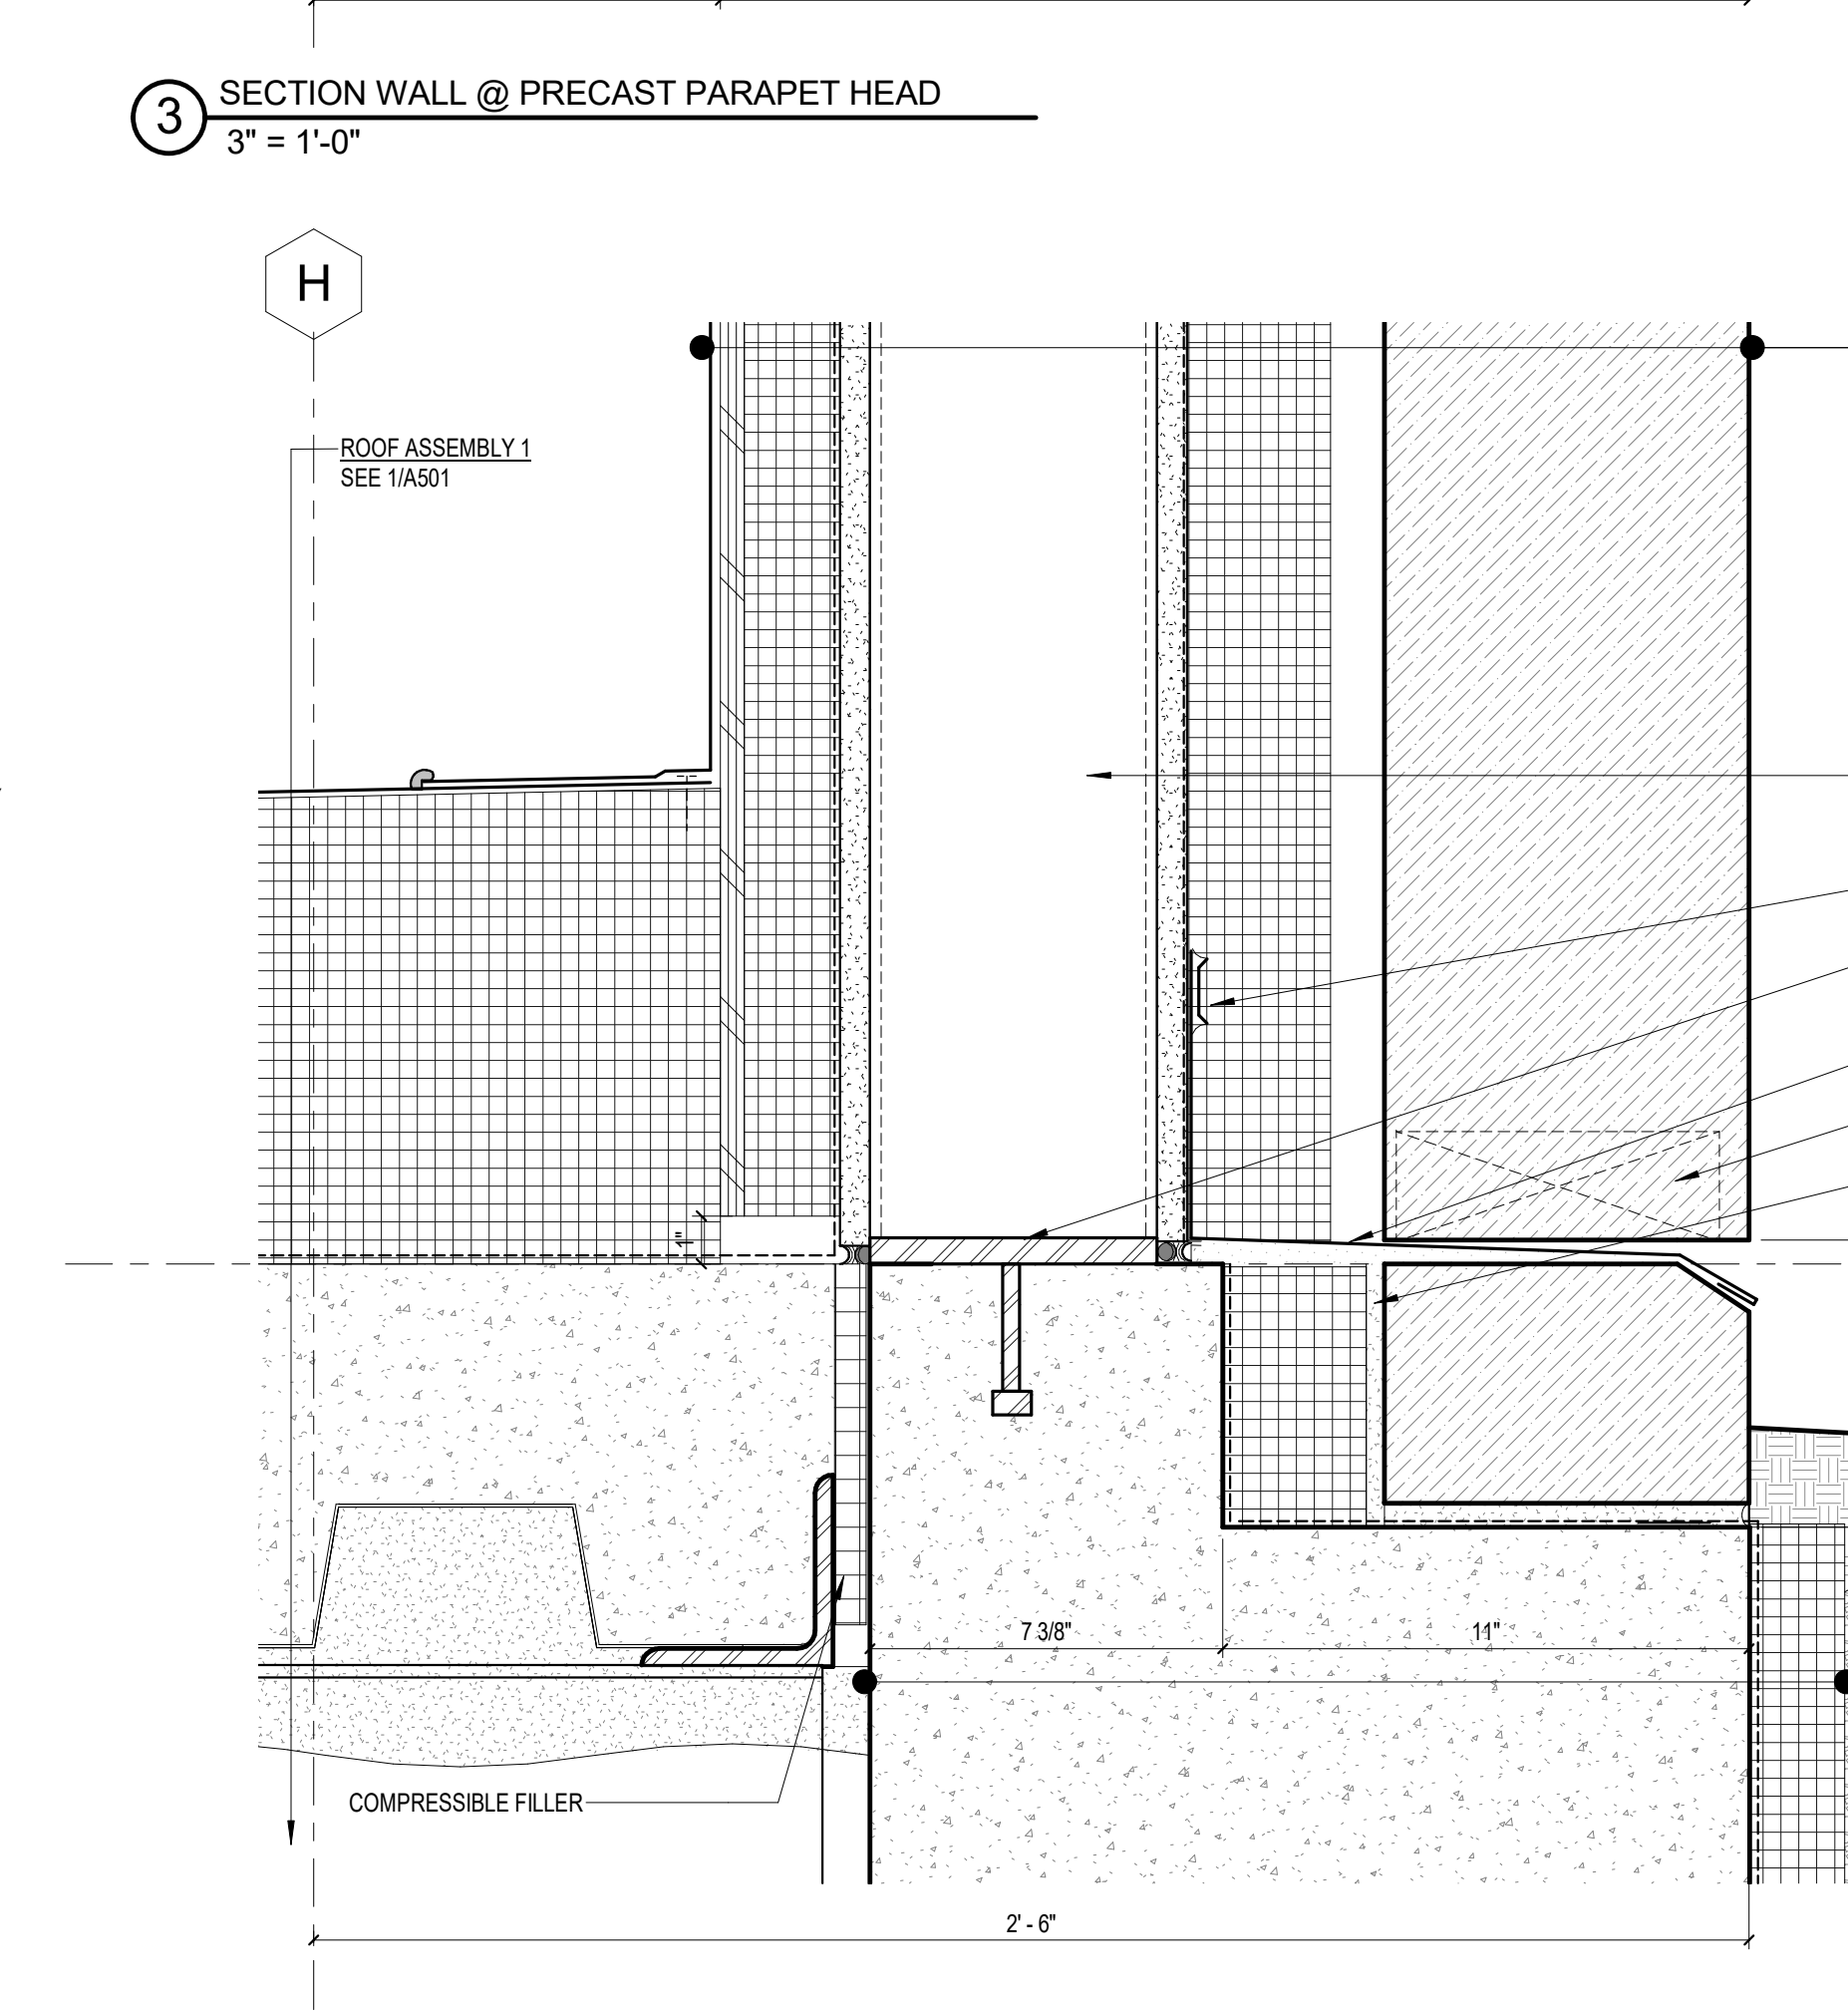 3
SECTION WALL @ PRECAST PARAPET HEAD
3" = 1'-0"
H
ROOF ASSEMBLY 1
SEE 1/A501
1"
7 3/8"
11"
COMPRESSIBLE FILLER
2' - 6"